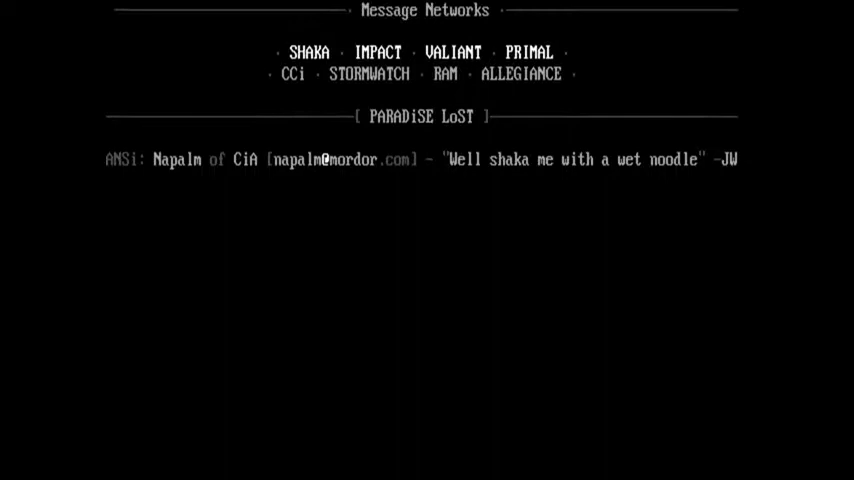 Message Networks
· SHAKA · IMPACT · VALIANT · PRIMAL ·
· CCi · STORMWATCH · RAM · ALLEGIANCE ·
[ PARADiSE LoST ]
ANSi: Napalm of CiA [napalm@mordor.com] - "Well shaka me with a wet noodle" -JW